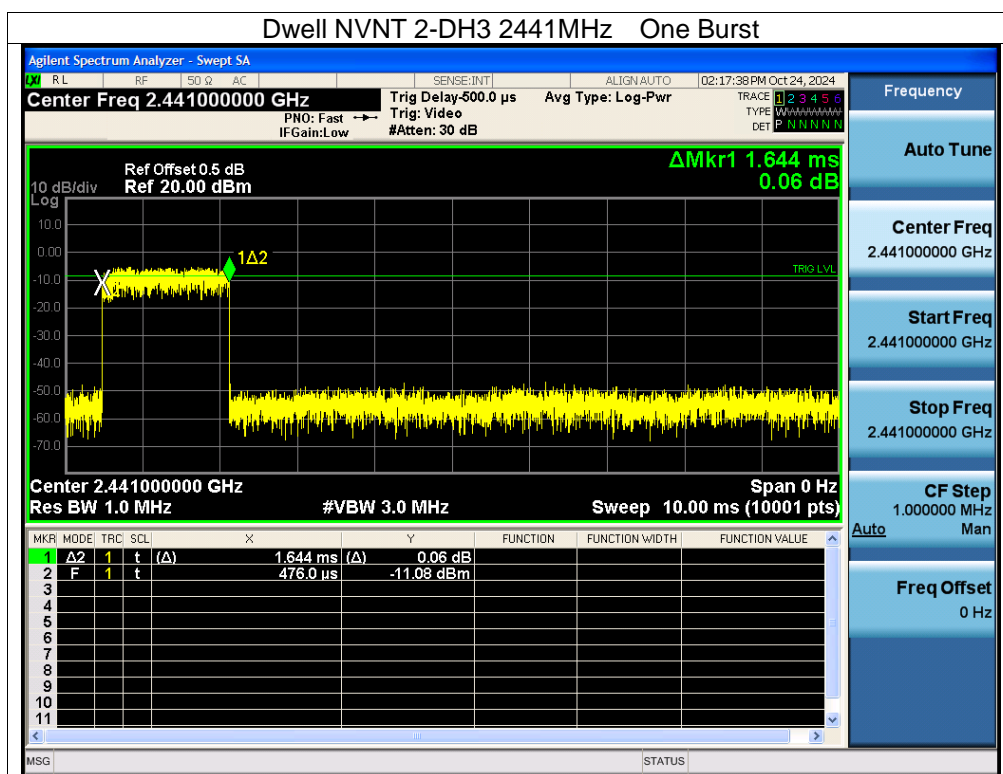 Dwell NVNT 2-DH3 2441MHz One Burst
Agilent Spectrum Analyzer - Swept SA
LXI RL RF 50 Ω AC SENSE:INT ALIGN AUTO 02:17:38 PM Oct 24, 2024
Center Freq 2.441000000 GHz Trig Delay-500.0 µs Avg Type: Log-Pwr TRACE 1 2 3 4 5 6
PNO: Fast Trig: Video TYPE WWWWWW
IFGain:Low #Atten: 30 dB DET P N N N N N
ΔMkr1 1.644 ms
0.06 dB
Ref Offset 0.5 dB
10 dB/div Ref 20.00 dBm
Log
10.0
0.00
-10.0
-20.0
-30.0
-40.0
-50.0
-60.0
-70.0
1Δ2
TRIG LVL
Center 2.441000000 GHz Span 0 Hz
Res BW 1.0 MHz #VBW 3.0 MHz Sweep 10.00 ms (10001 pts)
MKR MODE TRC SCL X Y FUNCTION FUNCTION WIDTH FUNCTION VALUE
1 Δ2 1 t (Δ) 1.644 ms (Δ) 0.06 dB
2 F 1 t 476.0 µs -11.08 dBm
3
4
5
6
7
8
9
10
11
MSG STATUS
Frequency
Auto Tune
Center Freq
2.441000000 GHz
Start Freq
2.441000000 GHz
Stop Freq
2.441000000 GHz
CF Step
1.000000 MHz
Auto Man
Freq Offset
0 Hz